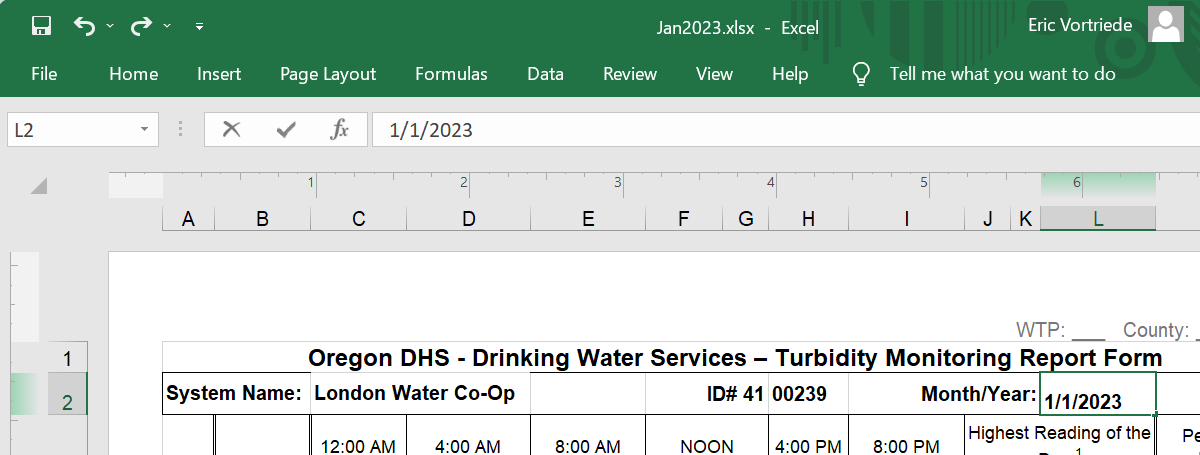 Jan2023.xlsx - Excel
Eric Vortriede
File Home Insert Page Layout Formulas Data Review View Help Tell me what you want to do
L2 fx 1/1/2023
1 2 3 4 5 6
A B C D E F G H I J K L
WTP: ___ County:
1 Oregon DHS - Drinking Water Services – Turbidity Monitoring Report Form
2 System Name: London Water Co-Op ID# 41 00239 Month/Year: 1/1/2023
12:00 AM 4:00 AM 8:00 AM NOON 4:00 PM 8:00 PM Highest Reading of the